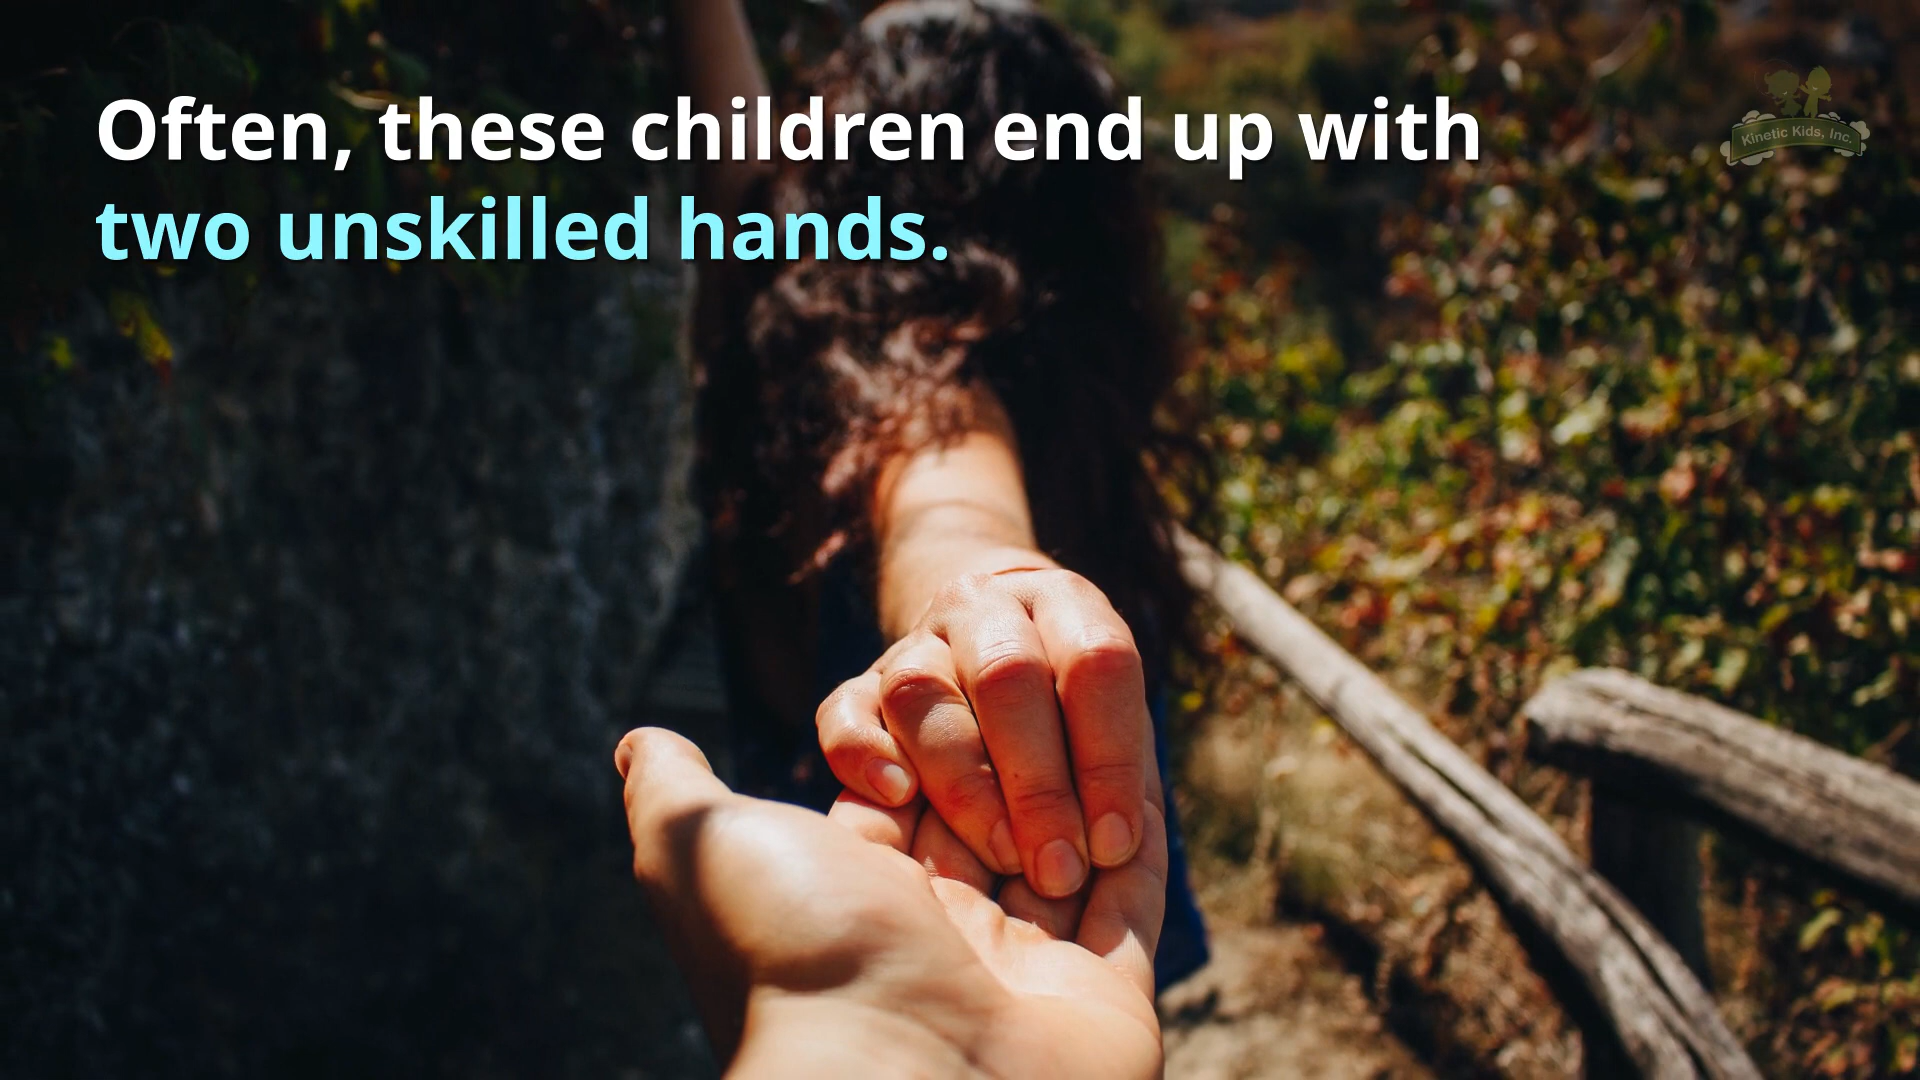 Often, these children end up with
two unskilled hands.
Kinetic Kids, Inc.